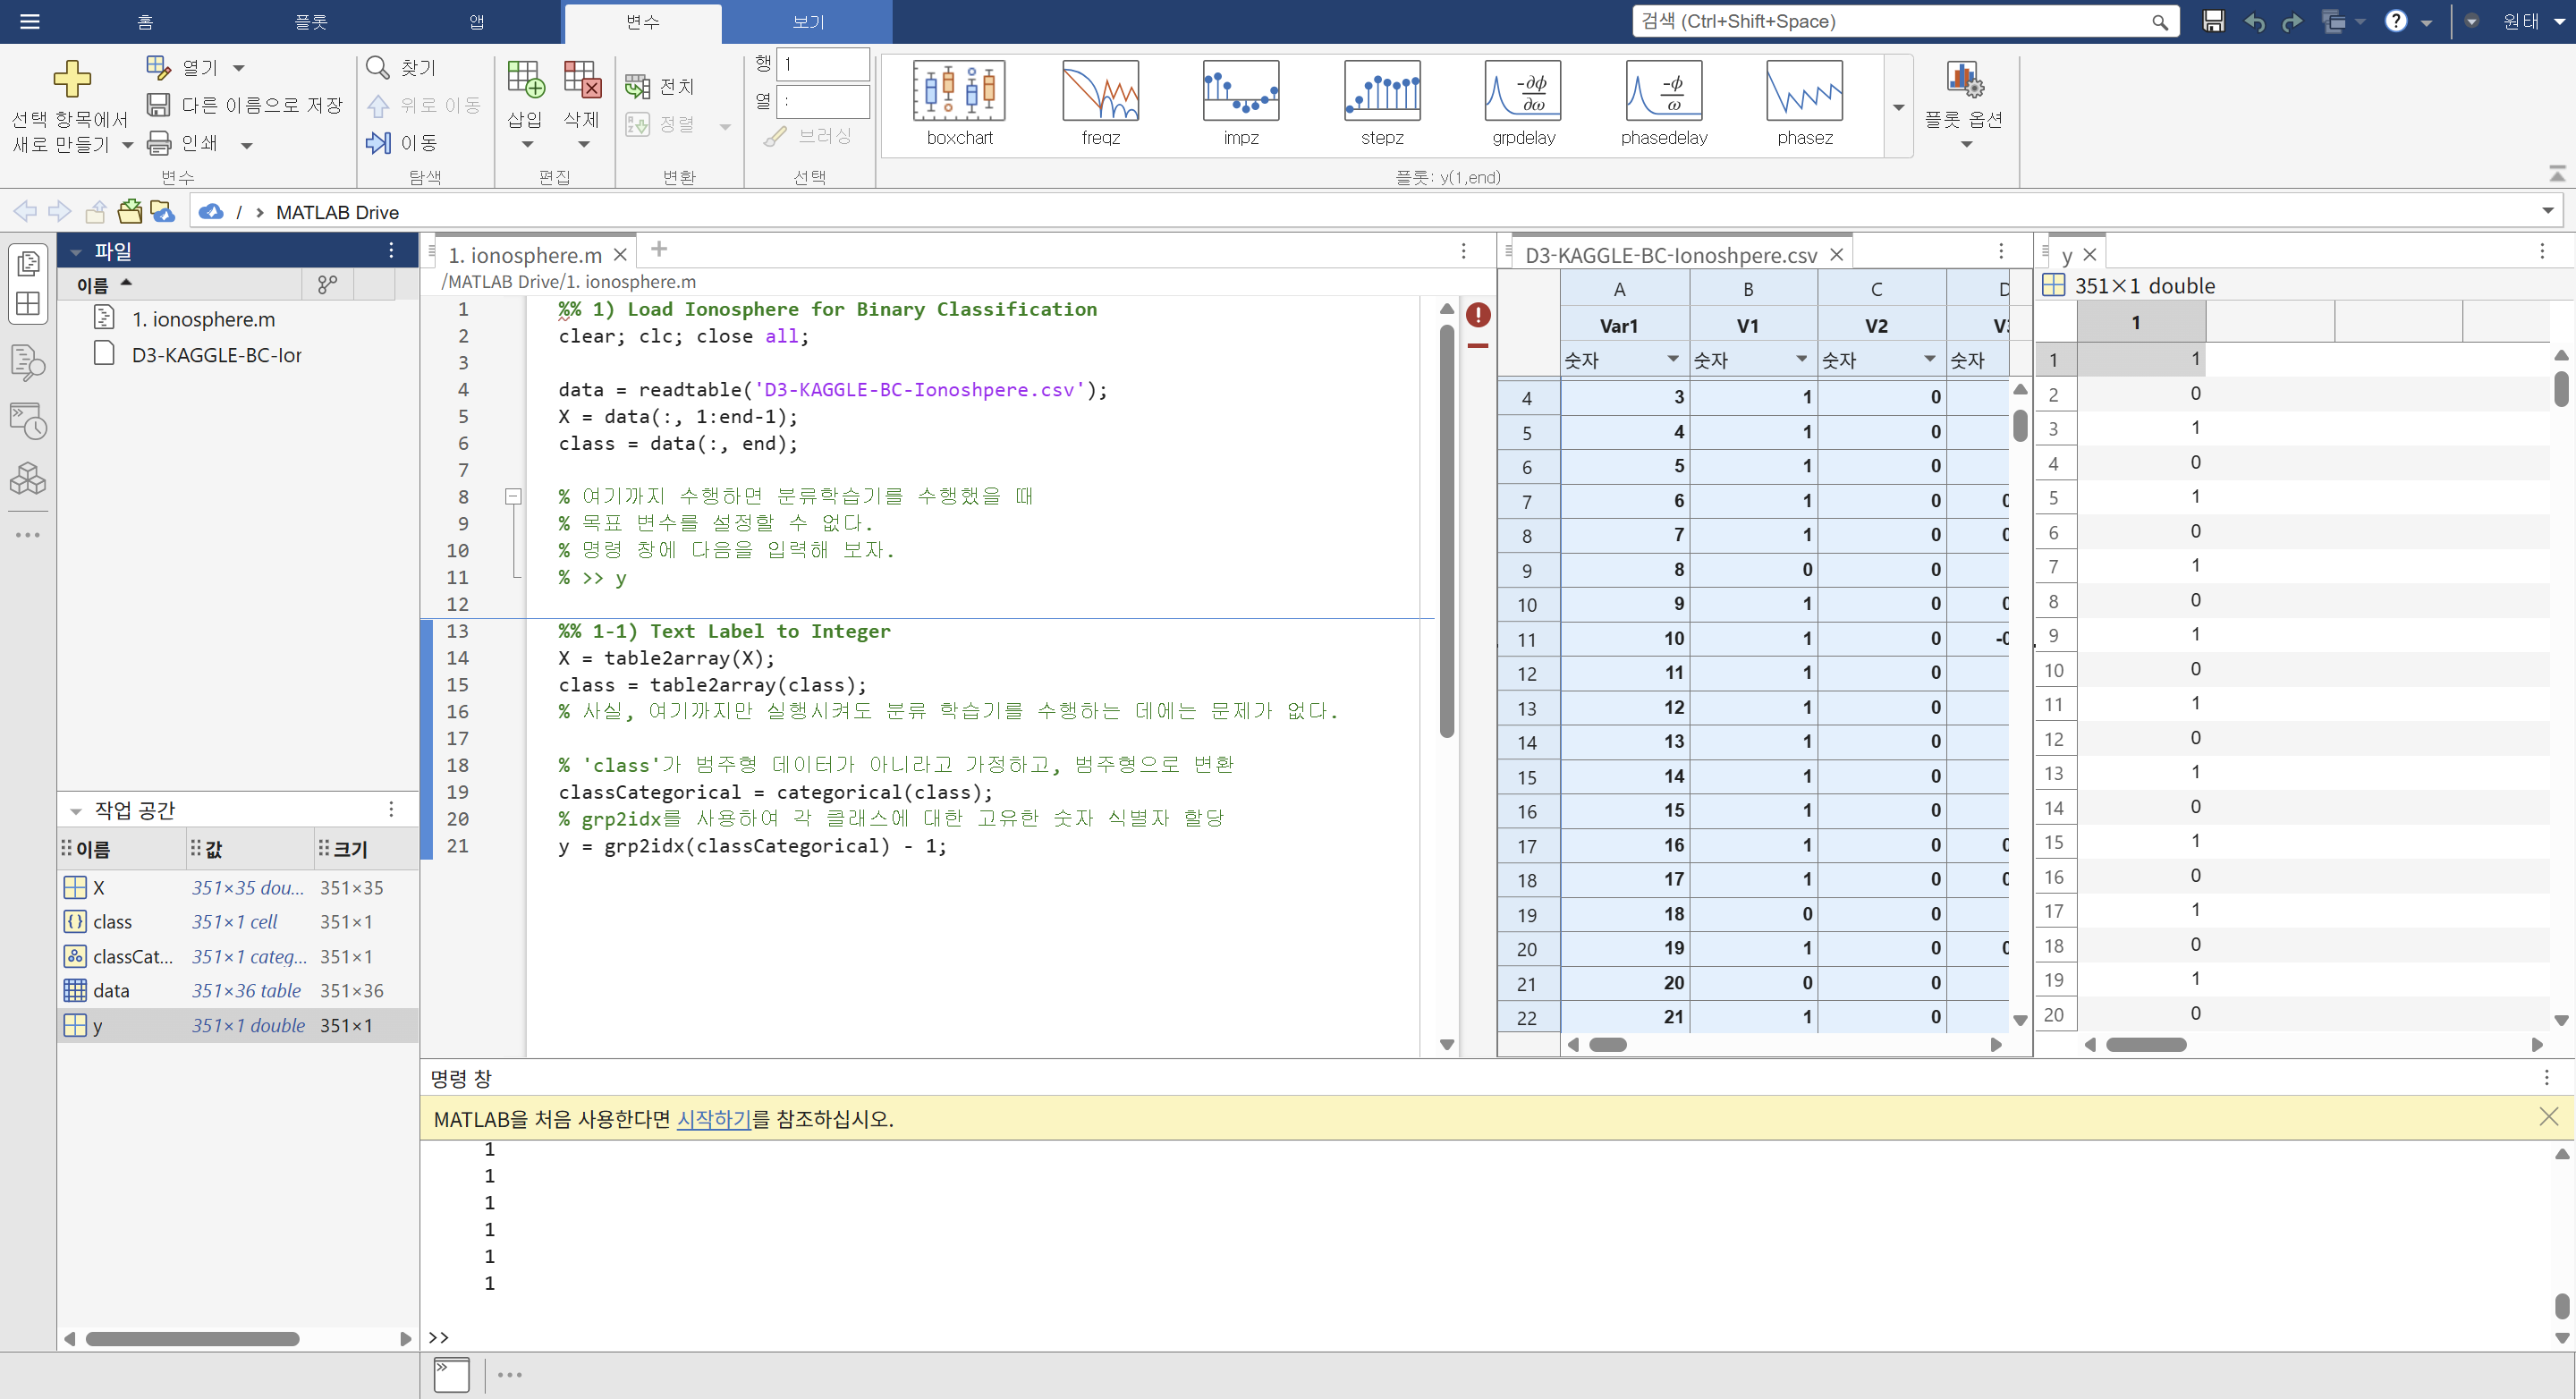 홈 플롯 앱 변수 보기
검색 (Ctrl+Shift+Space)
원태
선택 항목에서
새로 만들기
열기
다른 이름으로 저장
인쇄
변수
찾기
위로 이동
이동
탐색
삽입 삭제
편집
전치
정렬
변환
행 1
열 :
브러싱
선택
boxchart freqz impz stepz grpdelay phasedelay phasez
플롯: y(1,end)
플롯 옵션
/ › MATLAB Drive
파일
이름
1. ionosphere.m
D3-KAGGLE-BC-Ior
작업 공간
이름 값 크기
X 351×35 dou... 351×35
class 351×1 cell 351×1
classCat... 351×1 categ... 351×1
data 351×36 table 351×36
y 351×1 double 351×1
1. ionosphere.m
/MATLAB Drive/1. ionosphere.m
1 %% 1) Load Ionosphere for Binary Classification
2 clear; clc; close all;
3
4 data = readtable('D3-KAGGLE-BC-Ionoshpere.csv');
5 X = data(:, 1:end-1);
6 class = data(:, end);
7
8 % 여기까지 수행하면 분류학습기를 수행했을 때
9 % 목표 변수를 설정할 수 없다.
10 % 명령 창에 다음을 입력해 보자.
11 % >> y
12
13 %% 1-1) Text Label to Integer
14 X = table2array(X);
15 class = table2array(class);
16 % 사실, 여기까지만 실행시켜도 분류 학습기를 수행하는 데에는 문제가 없다.
17
18 % 'class'가 범주형 데이터가 아니라고 가정하고, 범주형으로 변환
19 classCategorical = categorical(class);
20 % grp2idx를 사용하여 각 클래스에 대한 고유한 숫자 식별자 할당
21 y = grp2idx(classCategorical) - 1;
D3-KAGGLE-BC-Ionoshpere.csv
A B C
Var1 V1 V2
숫자 숫자 숫자 숫자
4 3 1 0
5 4 1 0
6 5 1 0
7 6 1 0 0
8 7 1 0 0
9 8 0 0
10 9 1 0 0
11 10 1 0 -0
12 11 1 0
13 12 1 0
14 13 1 0
15 14 1 0
16 15 1 0
17 16 1 0 0
18 17 1 0 0
19 18 0 0
20 19 1 0 0
21 20 0 0
22 21 1 0
y
351×1 double
1
1 1
2 0
3 1
4 0
5 1
6 0
7 1
8 0
9 1
10 0
11 1
12 0
13 1
14 0
15 1
16 0
17 1
18 0
19 1
20 0
명령 창
MATLAB을 처음 사용한다면 시작하기를 참조하십시오.
1
1
1
1
1
1
>>